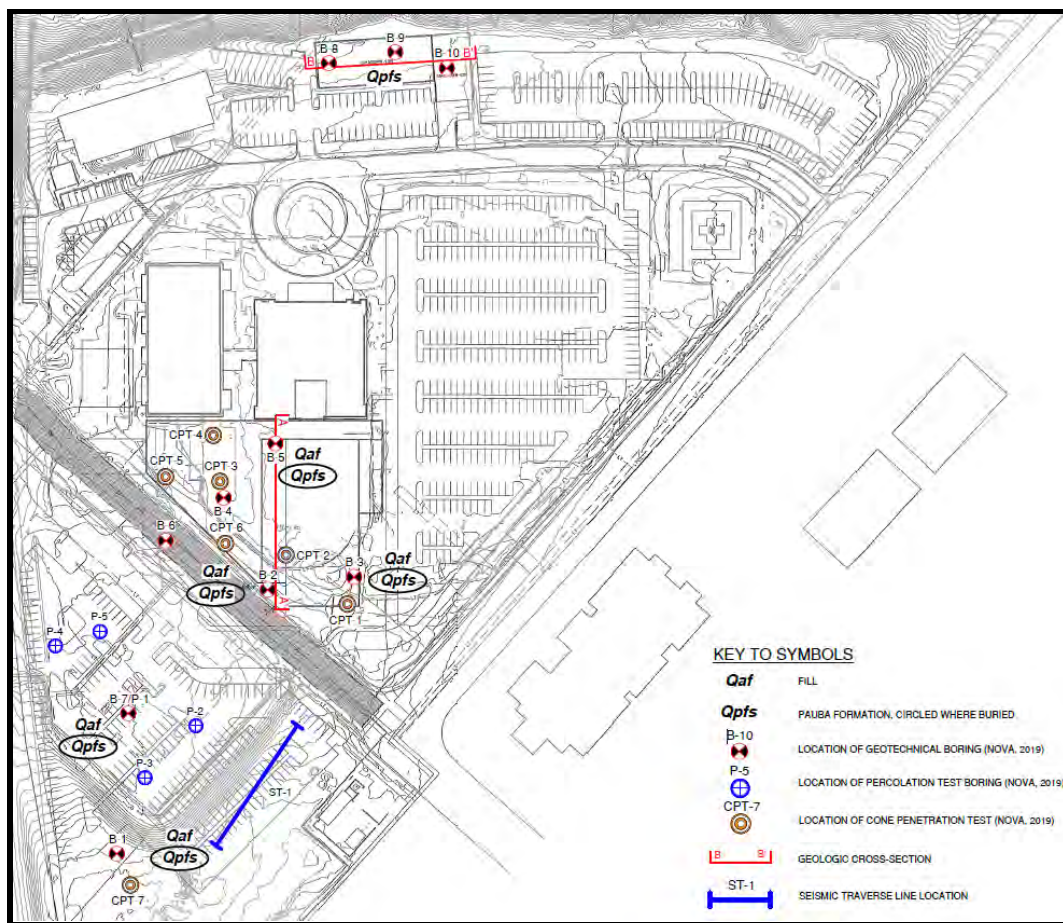 B 8
B 9
B 10
B
B'
Qpfs
A
CPT 4
B 5
Qaf
Qpfs
CPT 5
CPT 3
B 4
B 6
CPT 6
CPT 2
Qaf
Qpfs
B 2
B 3
Qaf
Qpfs
A'
CPT 1
P-4
P-5
B 7/P 1
P-2
Qaf
Qpfs
P-3
ST-1
B 1
Qaf
Qpfs
CPT 7
KEY TO SYMBOLS
Qaf
FILL
Qpfs
PAUBA FORMATION, CIRCLED WHERE BURIED
B-10
LOCATION OF GEOTECHNICAL BORING (NOVA, 2019)
P-5
LOCATION OF PERCOLATION TEST BORING (NOVA, 2019)
CPT-7
LOCATION OF CONE PENETRATION TEST (NOVA, 2019)
B B'
GEOLOGIC CROSS-SECTION
ST-1
SEISMIC TRAVERSE LINE LOCATION